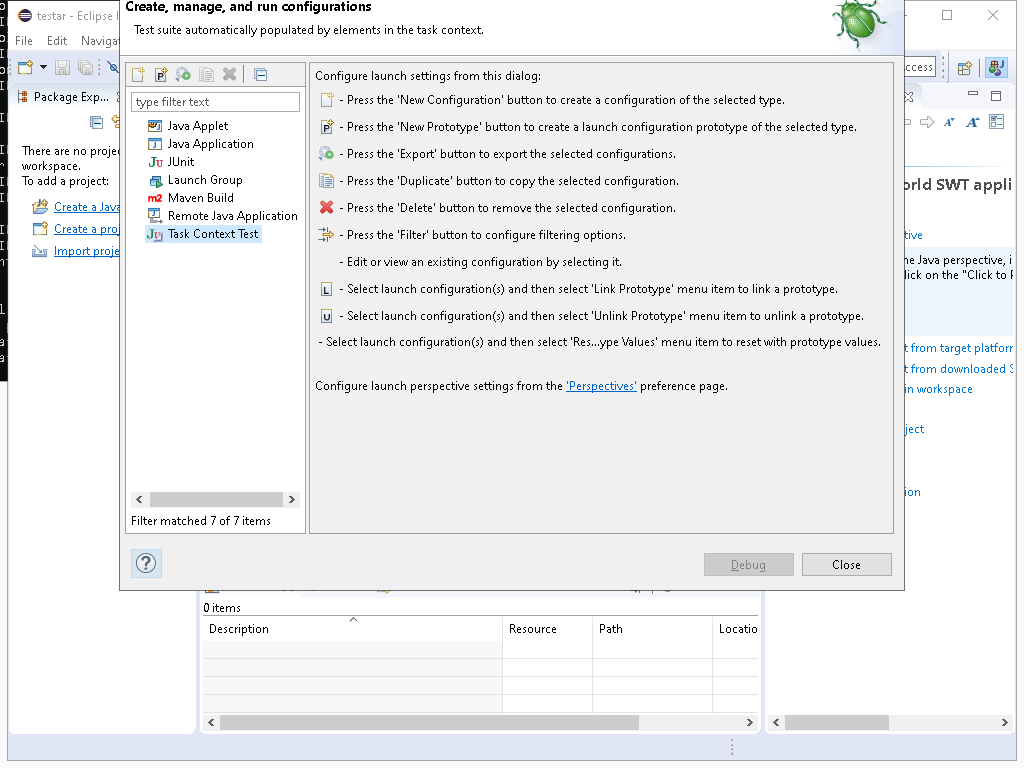 Create, manage, and run configurations
Test suite automatically populated by elements in the task context.
testar - Eclipse I
File Edit Navigat
ccess
Package Exp...
There are no proje
workspace.
To add a project:
Create a Java
Create a proj
Import proje
type filter text
Java Applet
Java Application
JUnit
Launch Group
Maven Build
Remote Java Application
Task Context Test
Filter matched 7 of 7 items
Configure launch settings from this dialog:
- Press the 'New Configuration' button to create a configuration of the selected type.
- Press the 'New Prototype' button to create a launch configuration prototype of the selected type.
- Press the 'Export' button to export the selected configurations.
- Press the 'Duplicate' button to copy the selected configuration.
- Press the 'Delete' button to remove the selected configuration.
- Press the 'Filter' button to configure filtering options.
- Edit or view an existing configuration by selecting it.
- Select launch configuration(s) and then select 'Link Prototype' menu item to link a prototype.
- Select launch configuration(s) and then select 'Unlink Prototype' menu item to unlink a prototype.
- Select launch configuration(s) and then select 'Res...ype Values' menu item to reset with prototype values.
Configure launch perspective settings from the 'Perspectives' preference page.
Debug
Close
orld SWT appli
tive
he Java perspective, i
lick on the "Click to P
t from target platform
t from downloaded S
in workspace
ject
ion
0 items
Description Resource Path Locatio